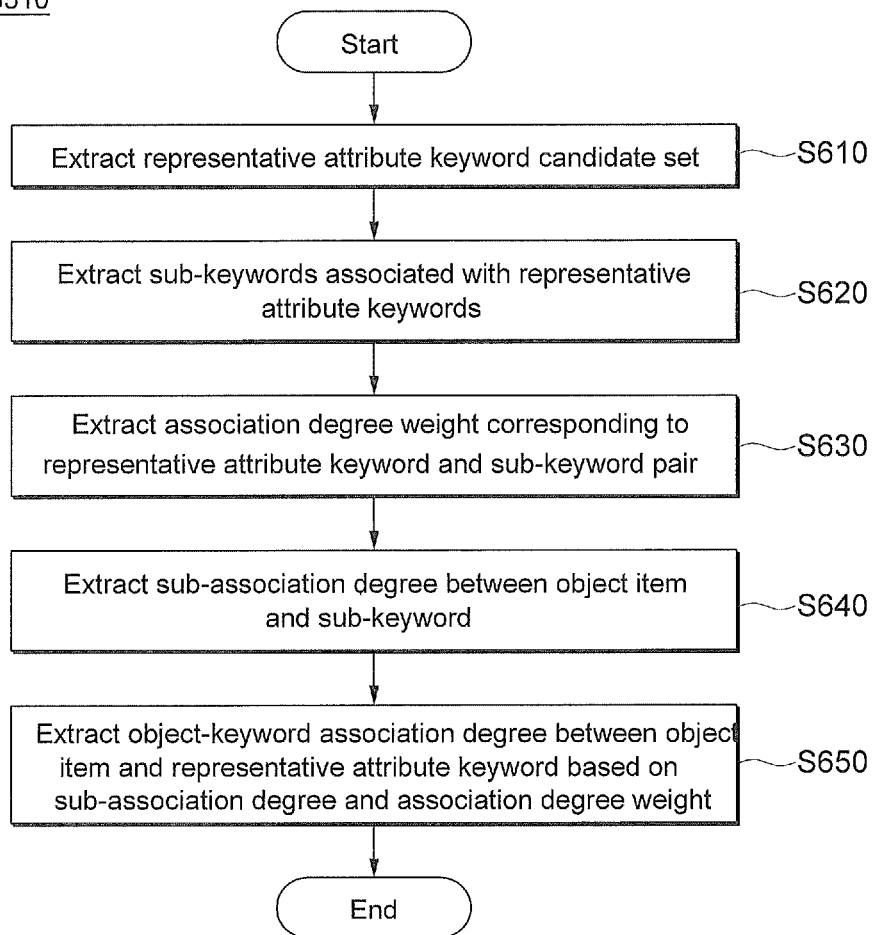 Start
Extract representative attribute keyword candidate set
S610
Extract sub-keywords associated with representative
attribute keywords
S620
Extract association degree weight corresponding to
representative attribute keyword and sub-keyword pair
S630
Extract sub-association degree between object item
and sub-keyword
S640
Extract object-keyword association degree between object
item and representative attribute keyword based on
sub-association degree and association degree weight
S650
End